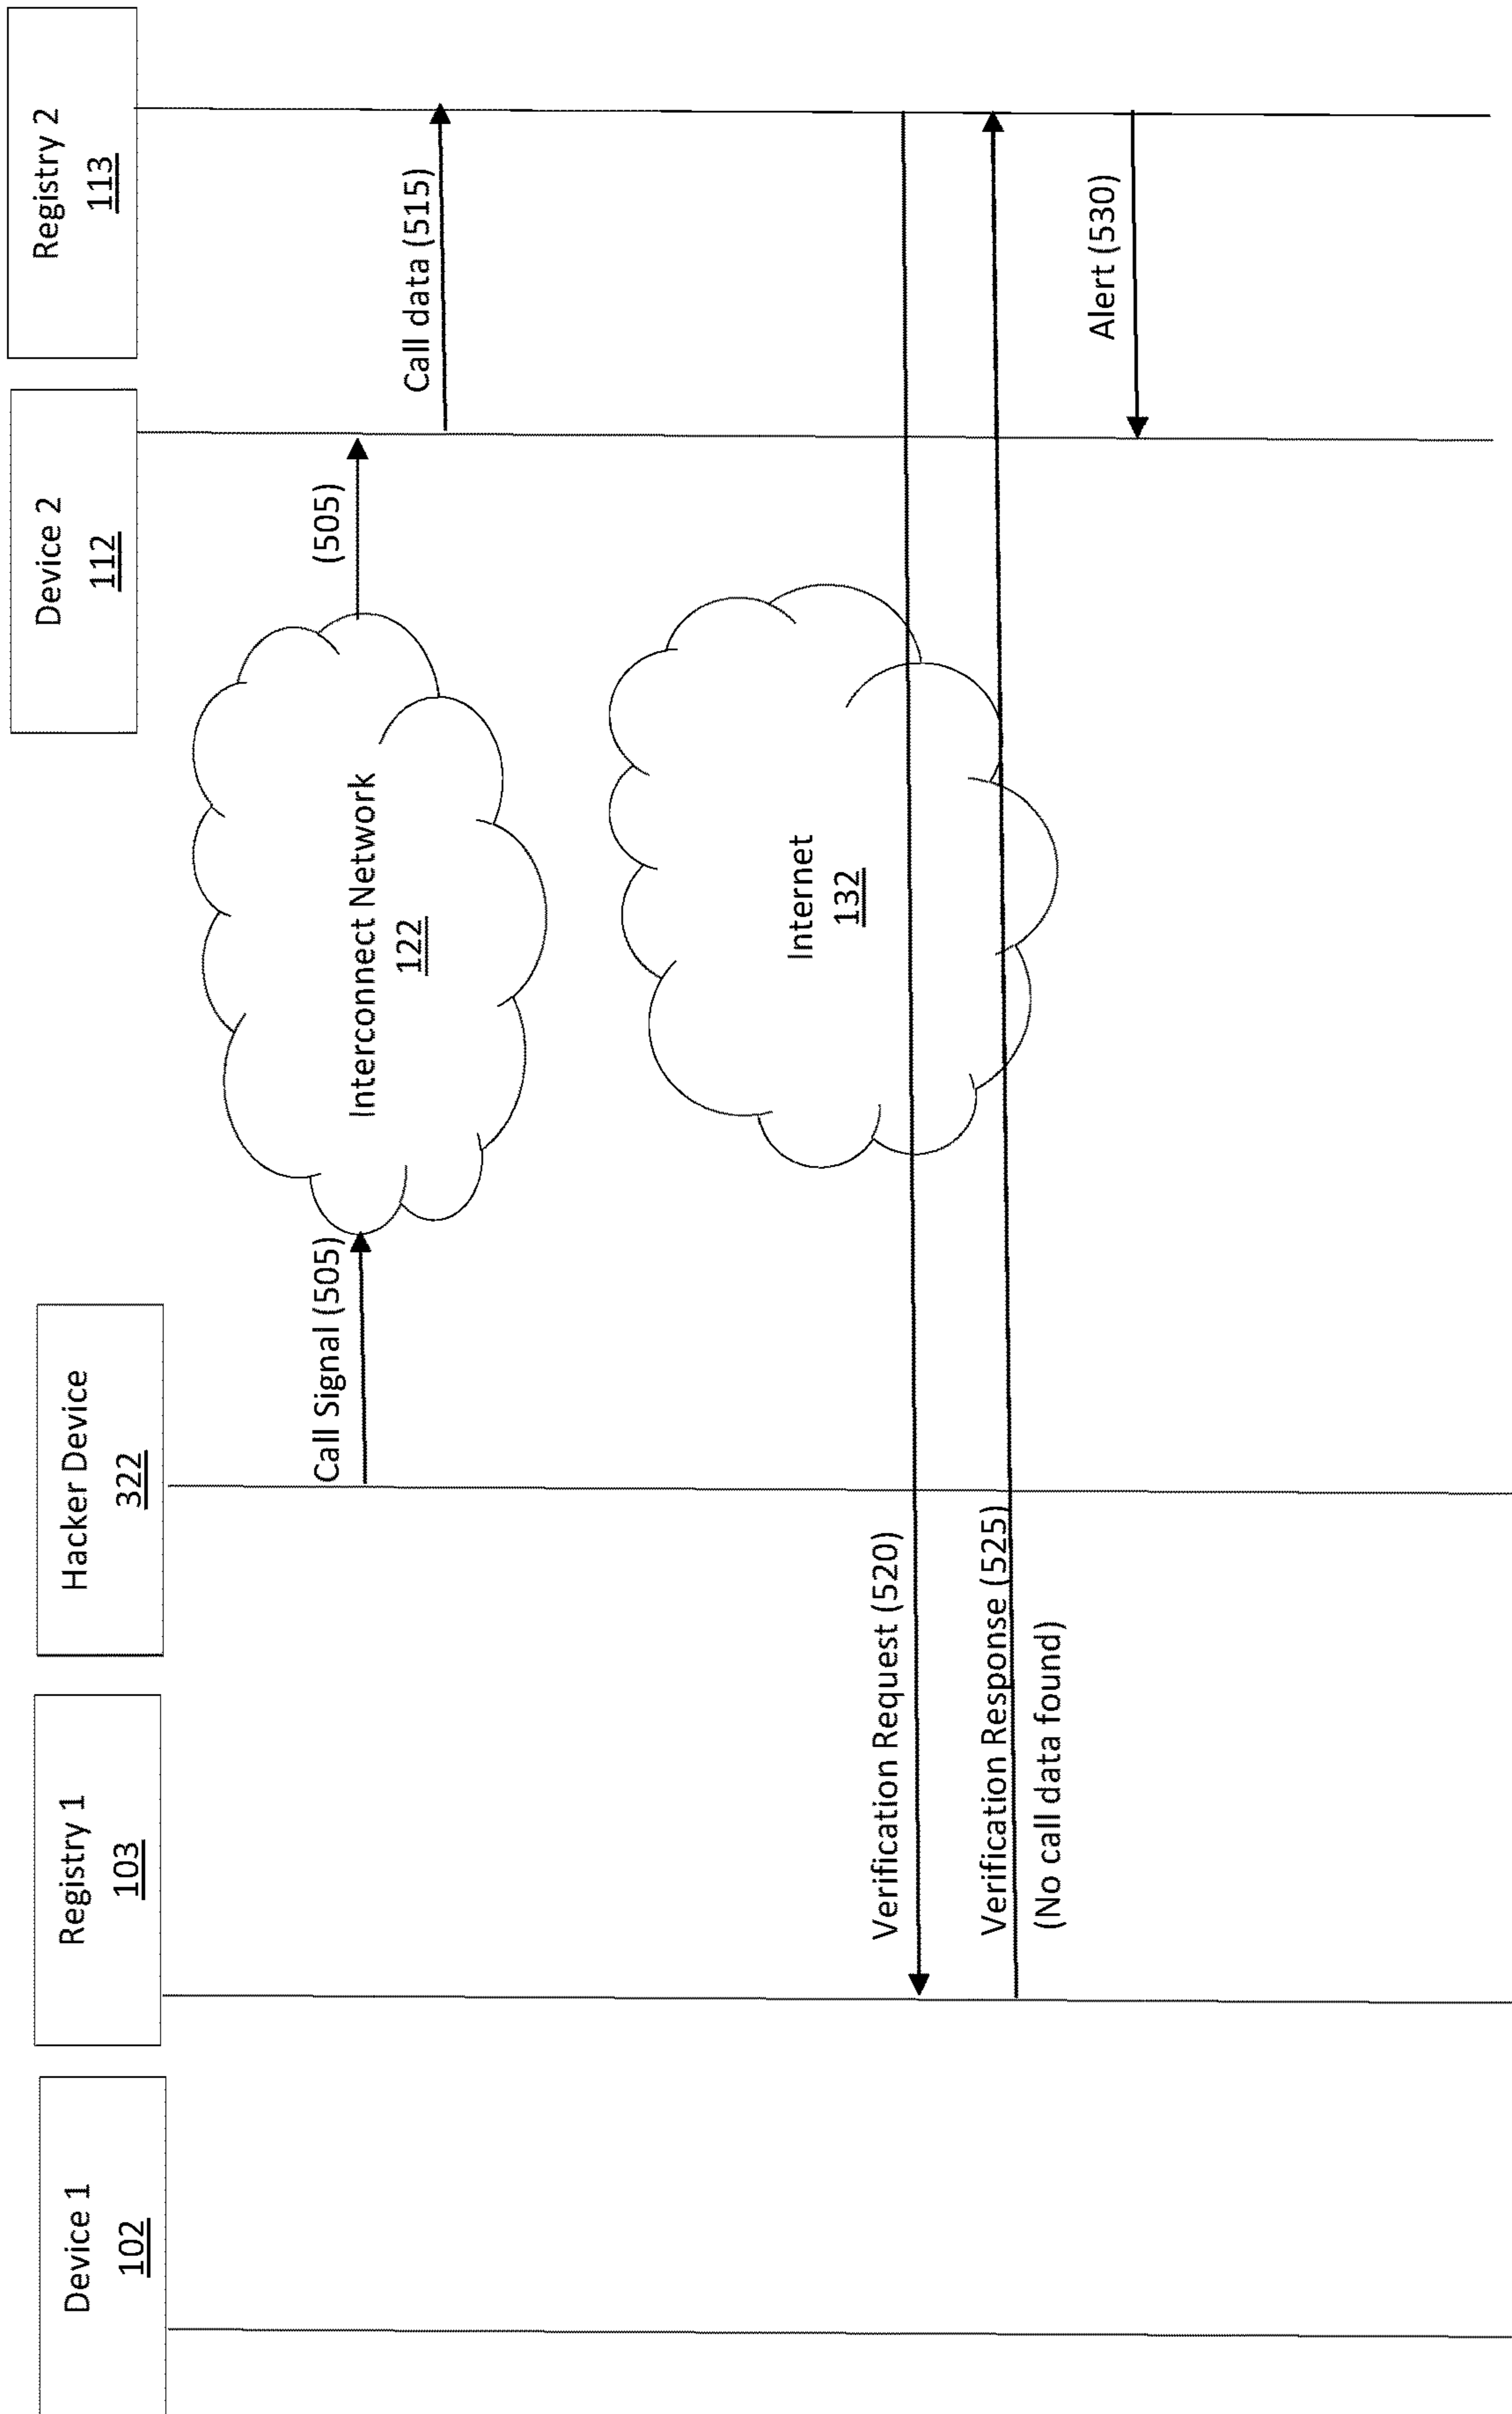 Device 1
102
Registry 1
103
Hacker Device
322
Device 2
112
Registry 2
113
Call Signal (505)
Interconnect Network
122
(505)
Call data (515)
Internet
132
Verification Request (520)
Verification Response (525)
(No call data found)
Alert (530)